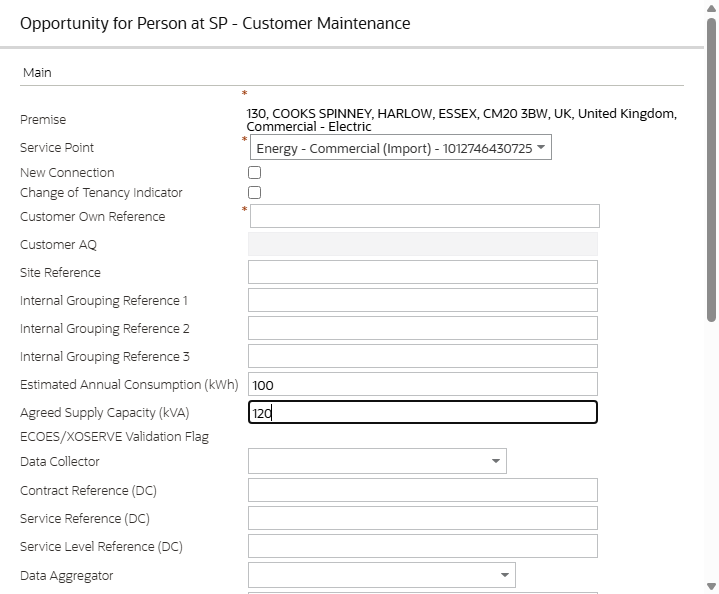 Opportunity for Person at SP - Customer Maintenance
Main
*
Premise
130, COOKS SPINNEY, HARLOW, ESSEX, CM20 3BW, UK, United Kingdom,
Commercial - Electric
Service Point
* Energy - Commercial (Import) - 1012746430725
New Connection
Change of Tenancy Indicator
Customer Own Reference *
Customer AQ
Site Reference
Internal Grouping Reference 1
Internal Grouping Reference 2
Internal Grouping Reference 3
Estimated Annual Consumption (kWh) 100
Agreed Supply Capacity (kVA) 120
ECOES/XOSERVE Validation Flag
Data Collector
Contract Reference (DC)
Service Reference (DC)
Service Level Reference (DC)
Data Aggregator